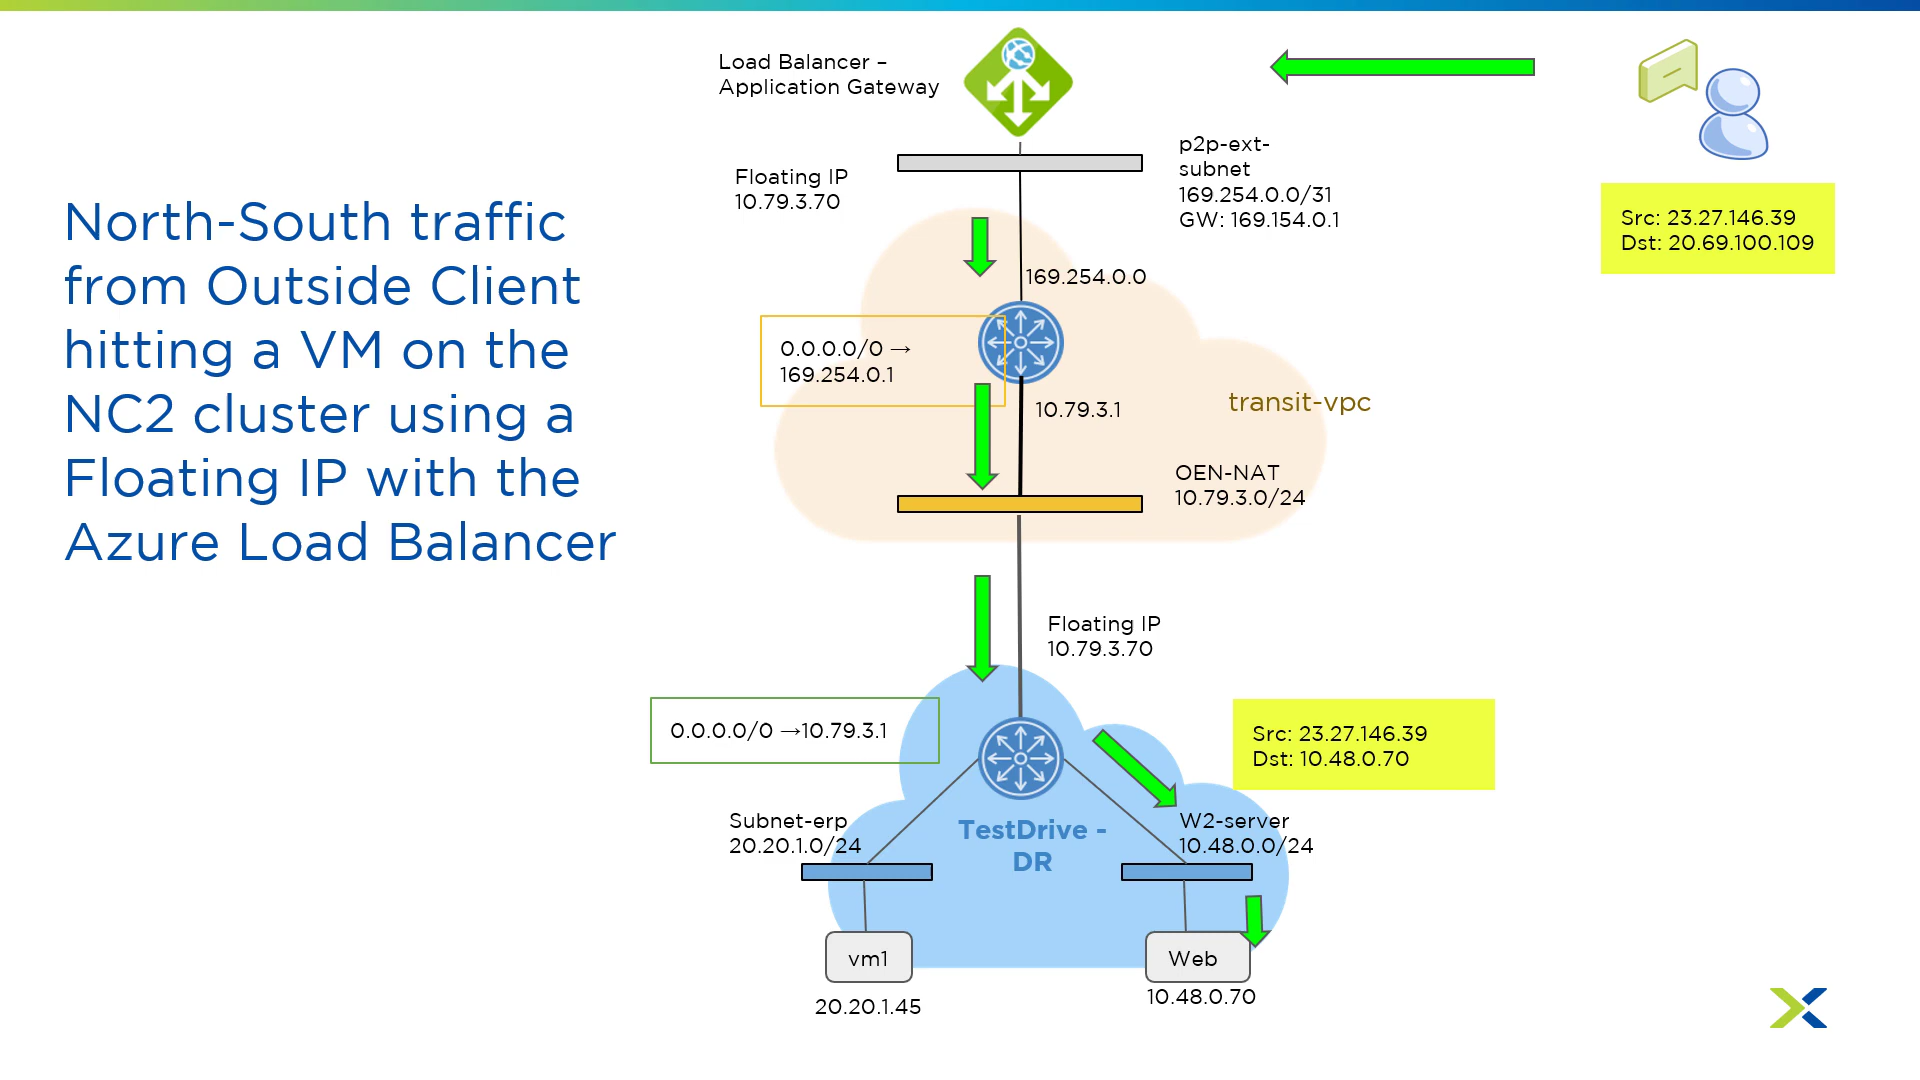 North-South traffic
from Outside Client
hitting a VM on the
NC2 cluster using a
Floating IP with the
Azure Load Balancer
Load Balancer –
Application Gateway
Floating IP
10.79.3.70
p2p-ext-
subnet
169.254.0.0/31
GW: 169.154.0.1
Src: 23.27.146.39
Dst: 20.69.100.109
169.254.0.0
0.0.0.0/0 →
169.254.0.1
10.79.3.1
transit-vpc
OEN-NAT
10.79.3.0/24
Floating IP
10.79.3.70
0.0.0.0/0 →10.79.3.1
Src: 23.27.146.39
Dst: 10.48.0.70
Subnet-erp
20.20.1.0/24
TestDrive -
DR
W2-server
10.48.0.0/24
vm1
20.20.1.45
Web
10.48.0.70